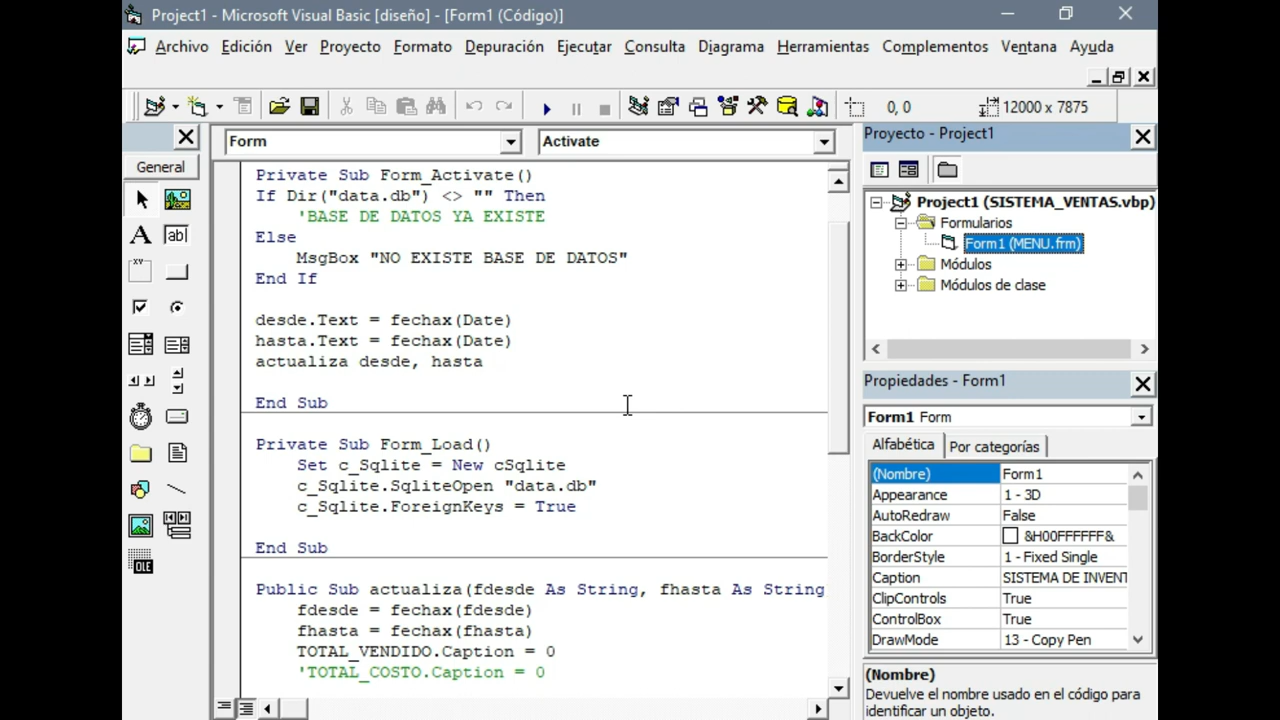 Project1 - Microsoft Visual Basic [diseño] - [Form1 (Código)]
Archivo Edición Ver Proyecto Formato Depuración Ejecutar Consulta Diagrama Herramientas Complementos Ventana Ayuda
0, 0 12000 x 7875
General
A
ab
XY
OLE
Form Activate
Private Sub Form_Activate()
If Dir("data.db") <> "" Then
'BASE DE DATOS YA EXISTE
Else
MsgBox "NO EXISTE BASE DE DATOS"
End If
desde.Text = fechax(Date)
hasta.Text = fechax(Date)
actualiza desde, hasta
End Sub
Private Sub Form_Load()
Set c_Sqlite = New cSqlite
c_Sqlite.SqliteOpen "data.db"
c_Sqlite.ForeignKeys = True
End Sub
Public Sub actualiza(fdesde As String, fhasta As String
fdesde = fechax(fdesde)
fhasta = fechax(fhasta)
TOTAL_VENDIDO.Caption = 0
'TOTAL_COSTO.Caption = 0
Proyecto - Project1
Project1 (SISTEMA_VENTAS.vbp)
Formularios
Form1 (MENU.frm)
Módulos
Módulos de clase
Propiedades - Form1
Form1 Form
Alfabética Por categorías
(Nombre) Form1
Appearance 1 - 3D
AutoRedraw False
BackColor &H00FFFFFF&
BorderStyle 1 - Fixed Single
Caption SISTEMA DE INVENT
ClipControls True
ControlBox True
DrawMode 13 - Copy Pen
(Nombre)
Devuelve el nombre usado en el código para
identificar un objeto.